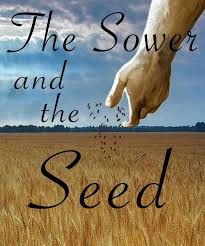 The Sower
and
the
Seed